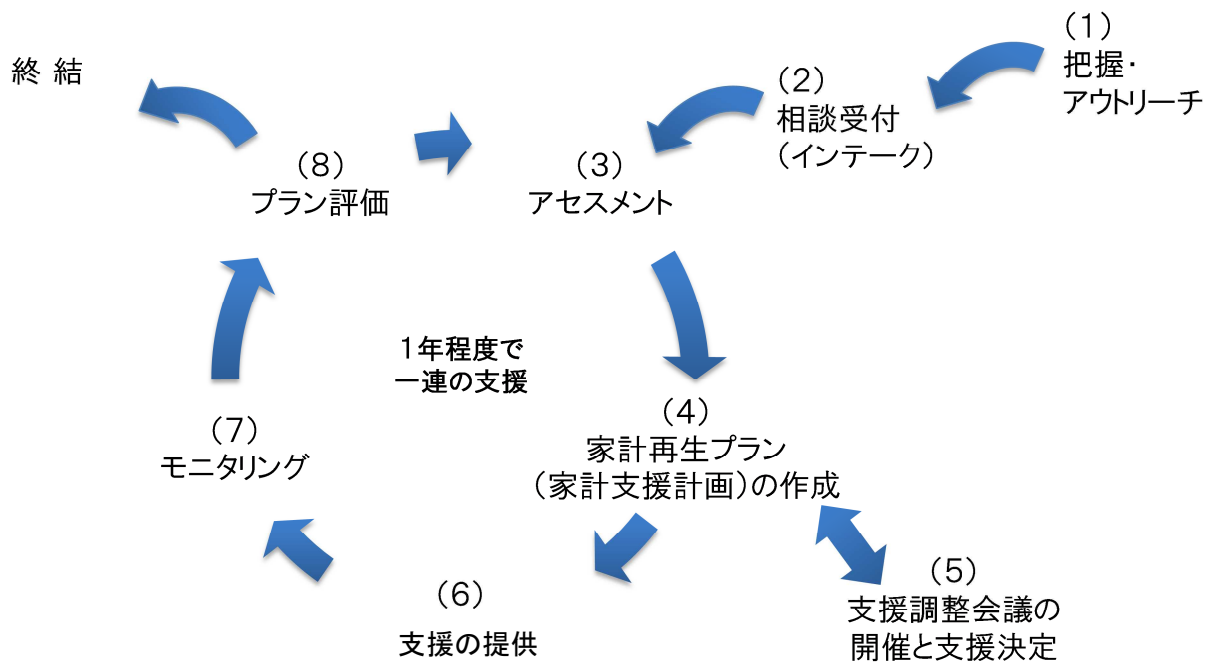 (1)
把握・
アウトリーチ
(2)
相談受付
(インテーク)
(3)
アセスメント
(4)
家計再生プラン
(家計支援計画)の作成
(5)
支援調整会議の
開催と支援決定
(6)
支援の提供
(7)
モニタリング
(8)
プラン評価
終 結
1年程度で
一連の支援